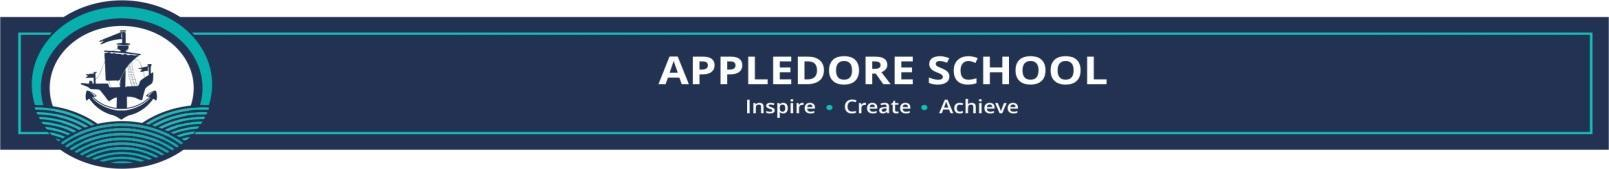 APPLEDORE SCHOOL
Inspire • Create • Achieve